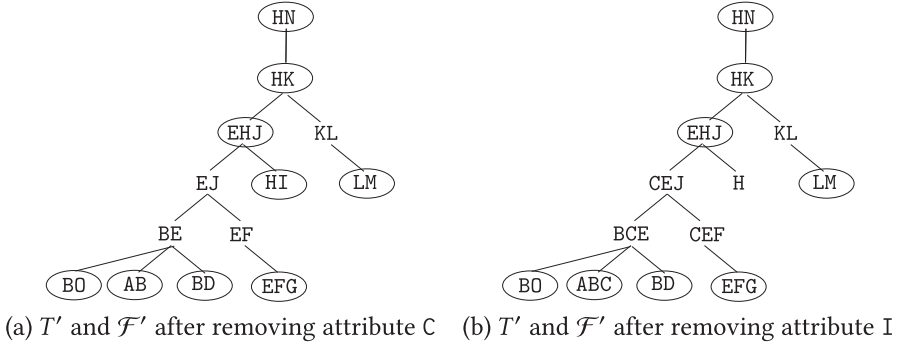 HN
HK
EHJ KL
EJ HI LM
BE EF
BO AB BD EFG
(a) T′ and ℱ′ after removing attribute C
HN
HK
EHJ KL
CEJ H LM
BCE CEF
BO ABC BD EFG
(b) T′ and ℱ′ after removing attribute I